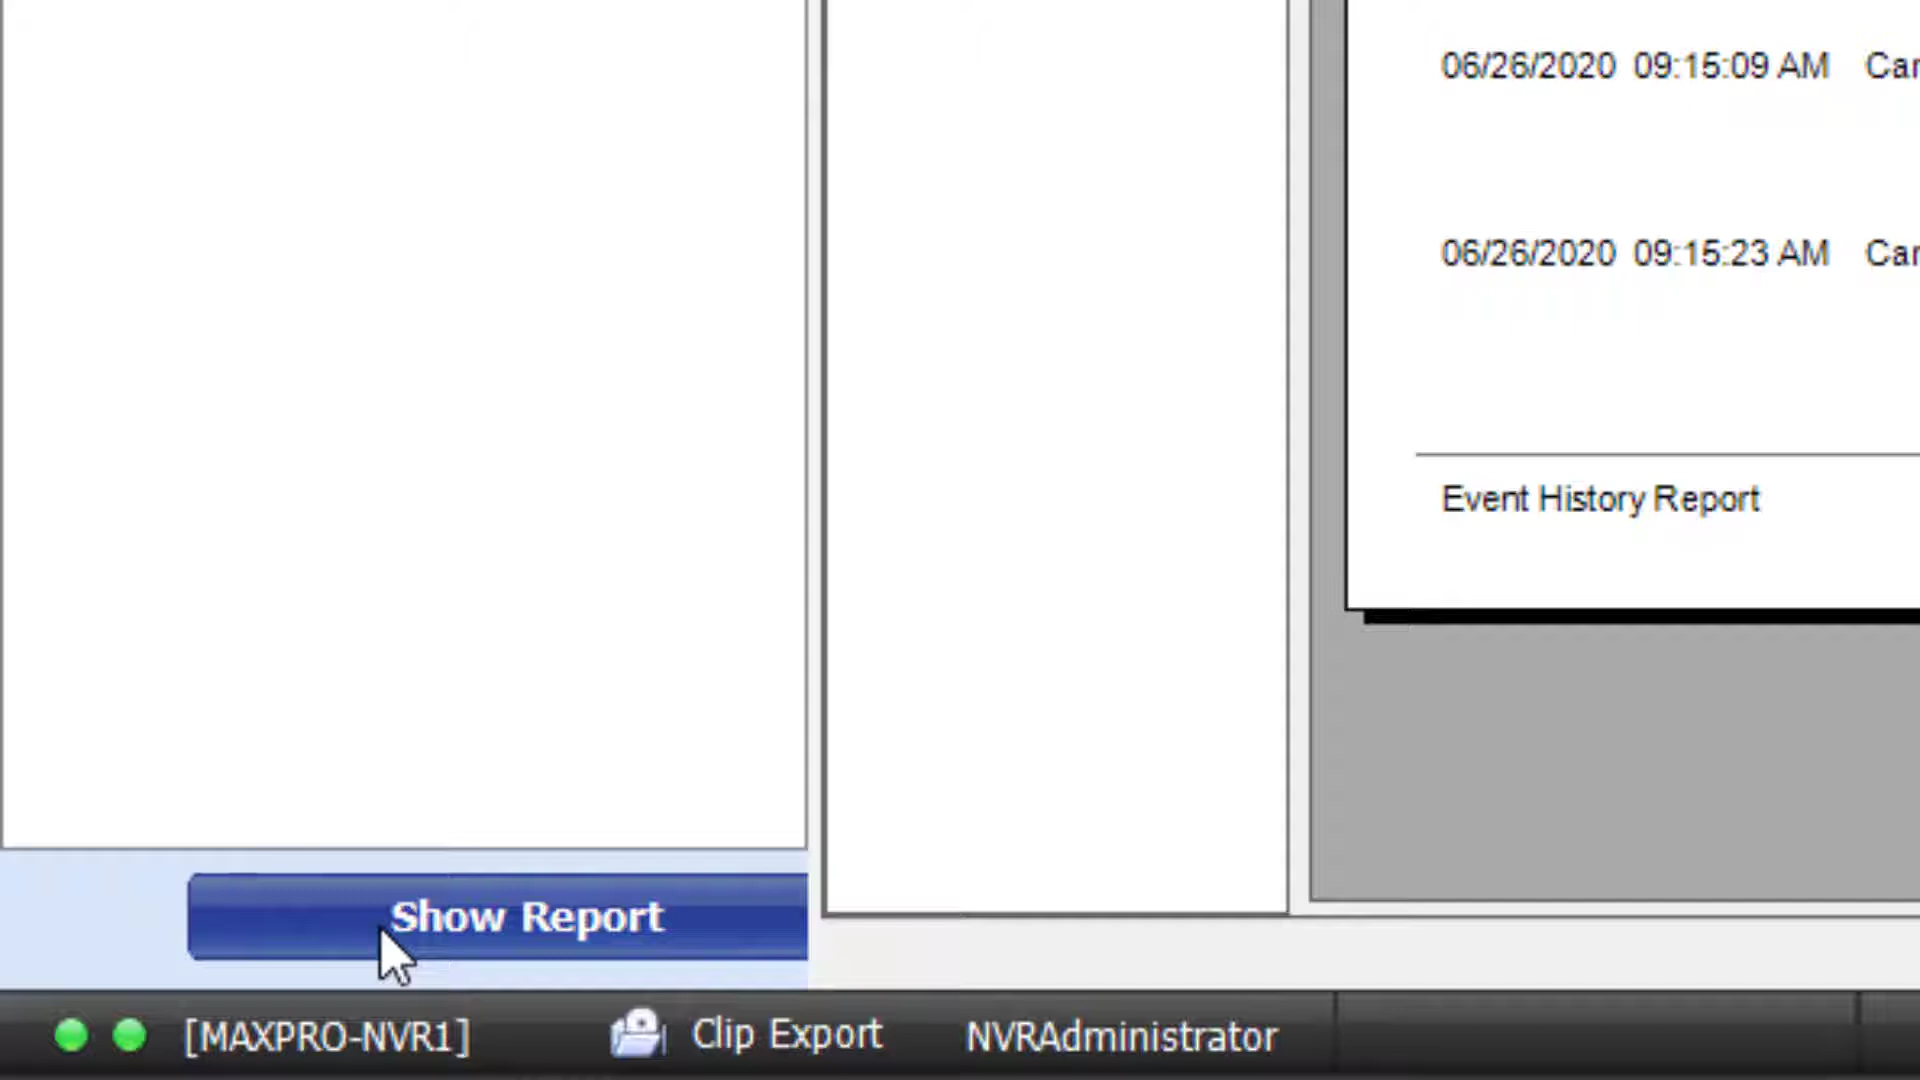 06/26/2020 09:15:09 AM
06/26/2020 09:15:23 AM
Event History Report
Show Report
[MAXPRO-NVR1] Clip Export NVRAdministrator